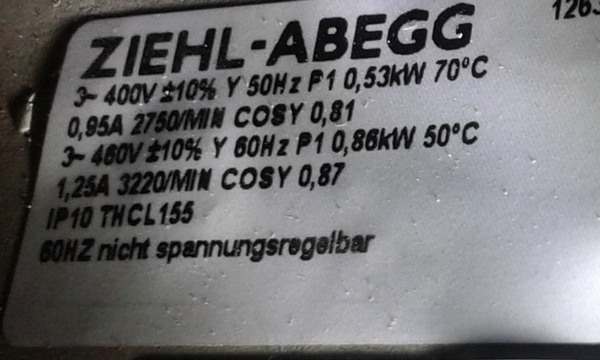 1263
ZIEHL-ABEGG
3~ 400V ±10% Y 50Hz P1 0,53kW 70°C
0,95A 2750/MIN COSY 0,81
3~ 460V ±10% Y 60Hz P1 0,86kW 50°C
1,25A 3220/MIN COSY 0,87
IP10 THCL155
60HZ nicht spannungsregelbar